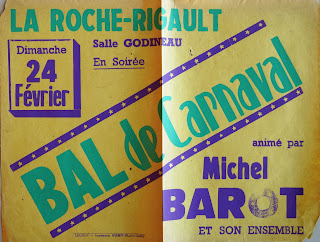 LA ROCHE-RIGAULT
Dimanche
24
Février
Salle GODINEAU
En Soirée
BAL de Carnaval
animé par
Michel
BAROT
ET SON ENSEMBLE